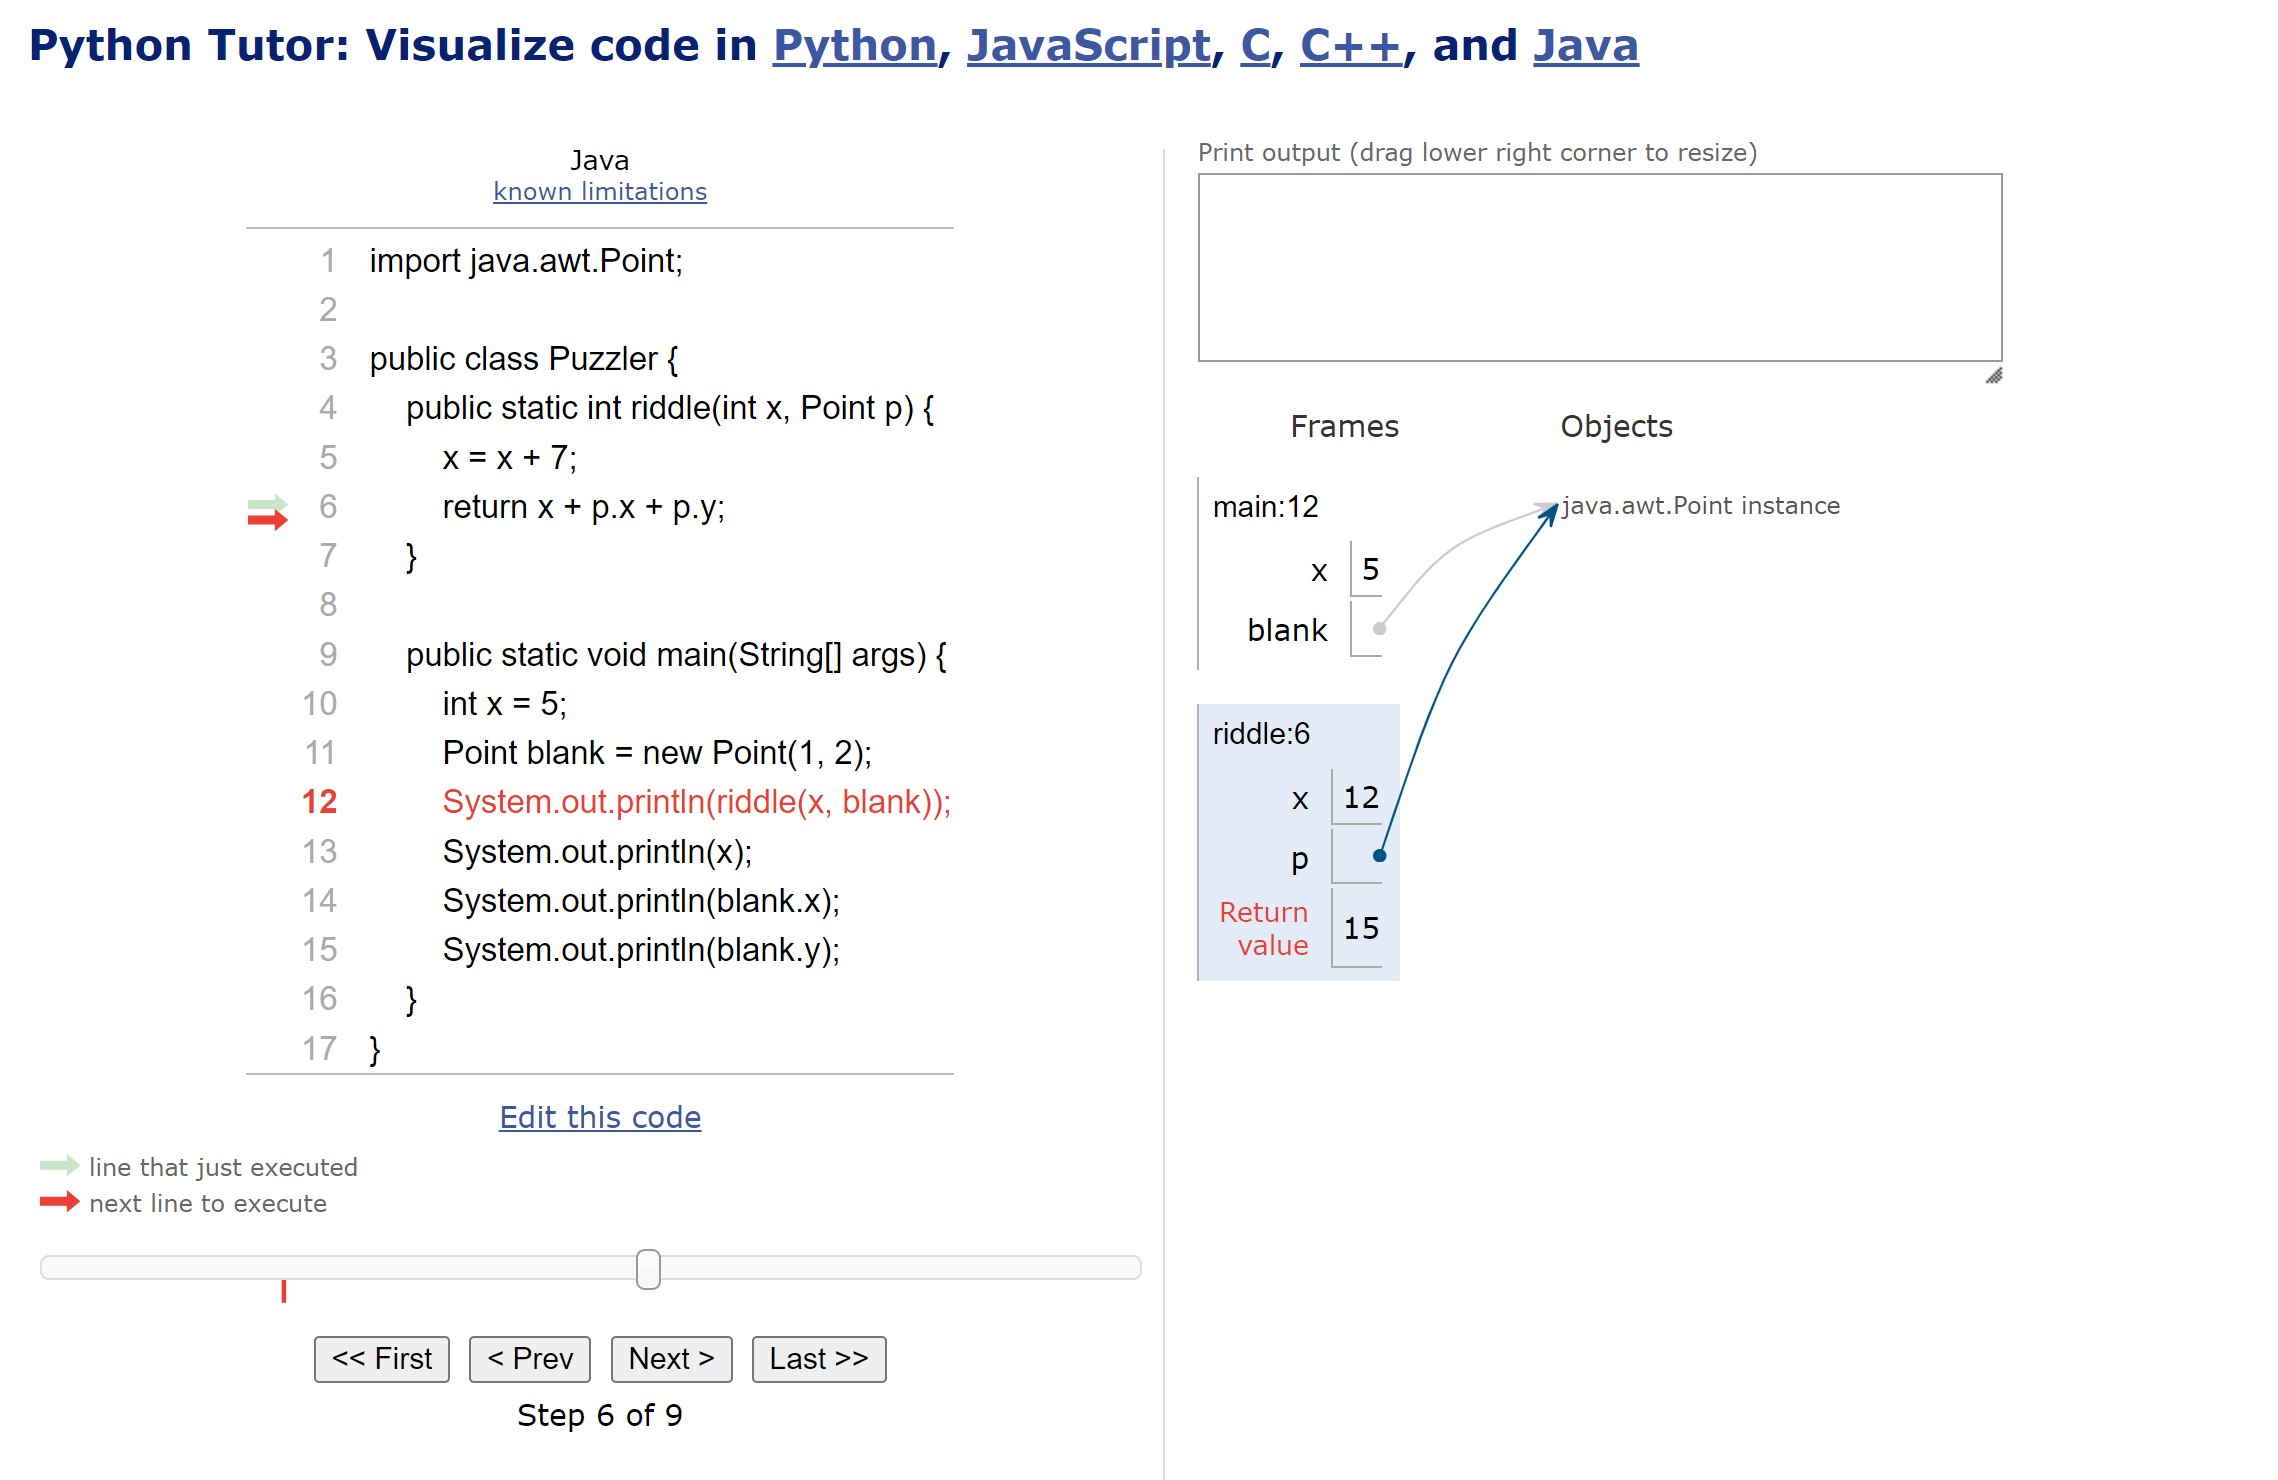 Python Tutor: Visualize code in Python, JavaScript, C, C++, and Java
Java
known limitations
1 import java.awt.Point;
2
3 public class Puzzler {
4 public static int riddle(int x, Point p) {
5 x = x + 7;
6 return x + p.x + p.y;
7 }
8
9 public static void main(String[] args) {
10 int x = 5;
11 Point blank = new Point(1, 2);
12 System.out.println(riddle(x, blank));
13 System.out.println(x);
14 System.out.println(blank.x);
15 System.out.println(blank.y);
16 }
17 }
Edit this code
line that just executed
next line to execute
<< First < Prev Next > Last >>
Step 6 of 9
Print output (drag lower right corner to resize)
Frames Objects
main:12
x 5
blank
java.awt.Point instance
riddle:6
x 12
p
Return
value 15